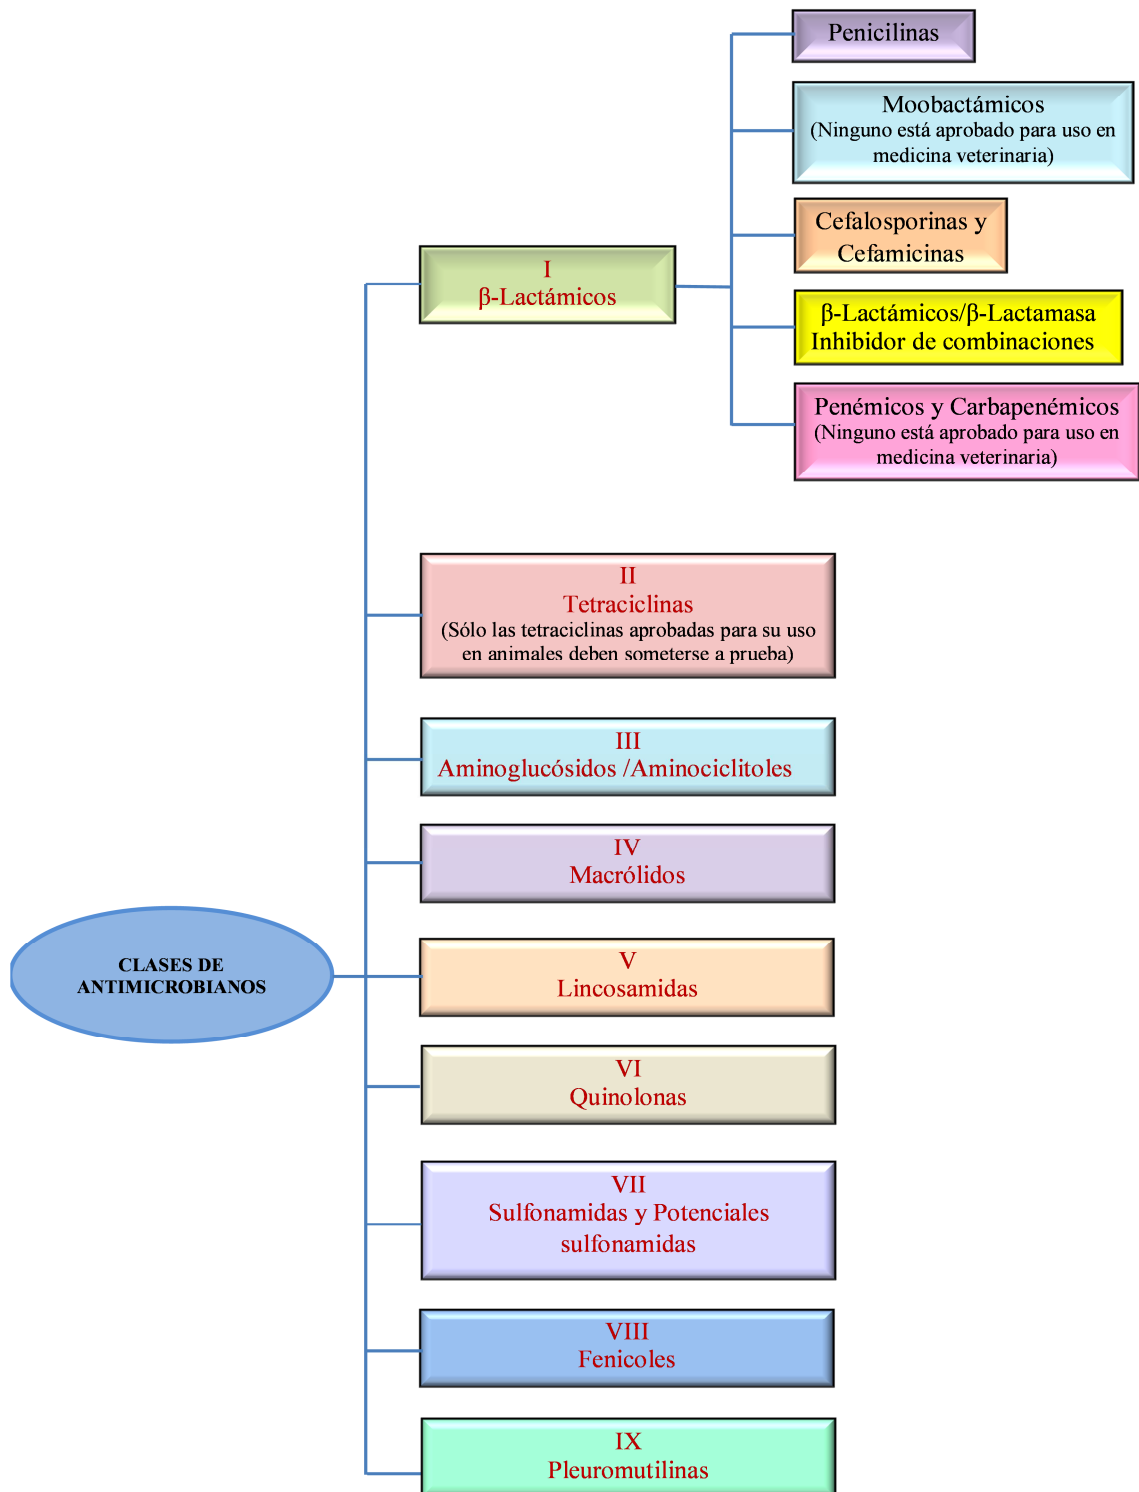 Penicilinas
Moobactámicos
(Ninguno está aprobado para uso en
medicina veterinaria)
Cefalosporinas y
Cefamicinas
I
β-Lactámicos
β-Lactámicos/β-Lactamasa
Inhibidor de combinaciones
Penémicos y Carbapenémicos
(Ninguno está aprobado para uso en
medicina veterinaria)
II
Tetraciclinas
(Sólo las tetraciclinas aprobadas para su uso
en animales deben someterse a prueba)
III
Aminoglucósidos /Aminociclitoles
IV
Macrólidos
CLASES DE
ANTIMICROBIANOS
V
Lincosamidas
VI
Quinolonas
VII
Sulfonamidas y Potenciales
sulfonamidas
VIII
Fenicoles
IX
Pleuromutilinas